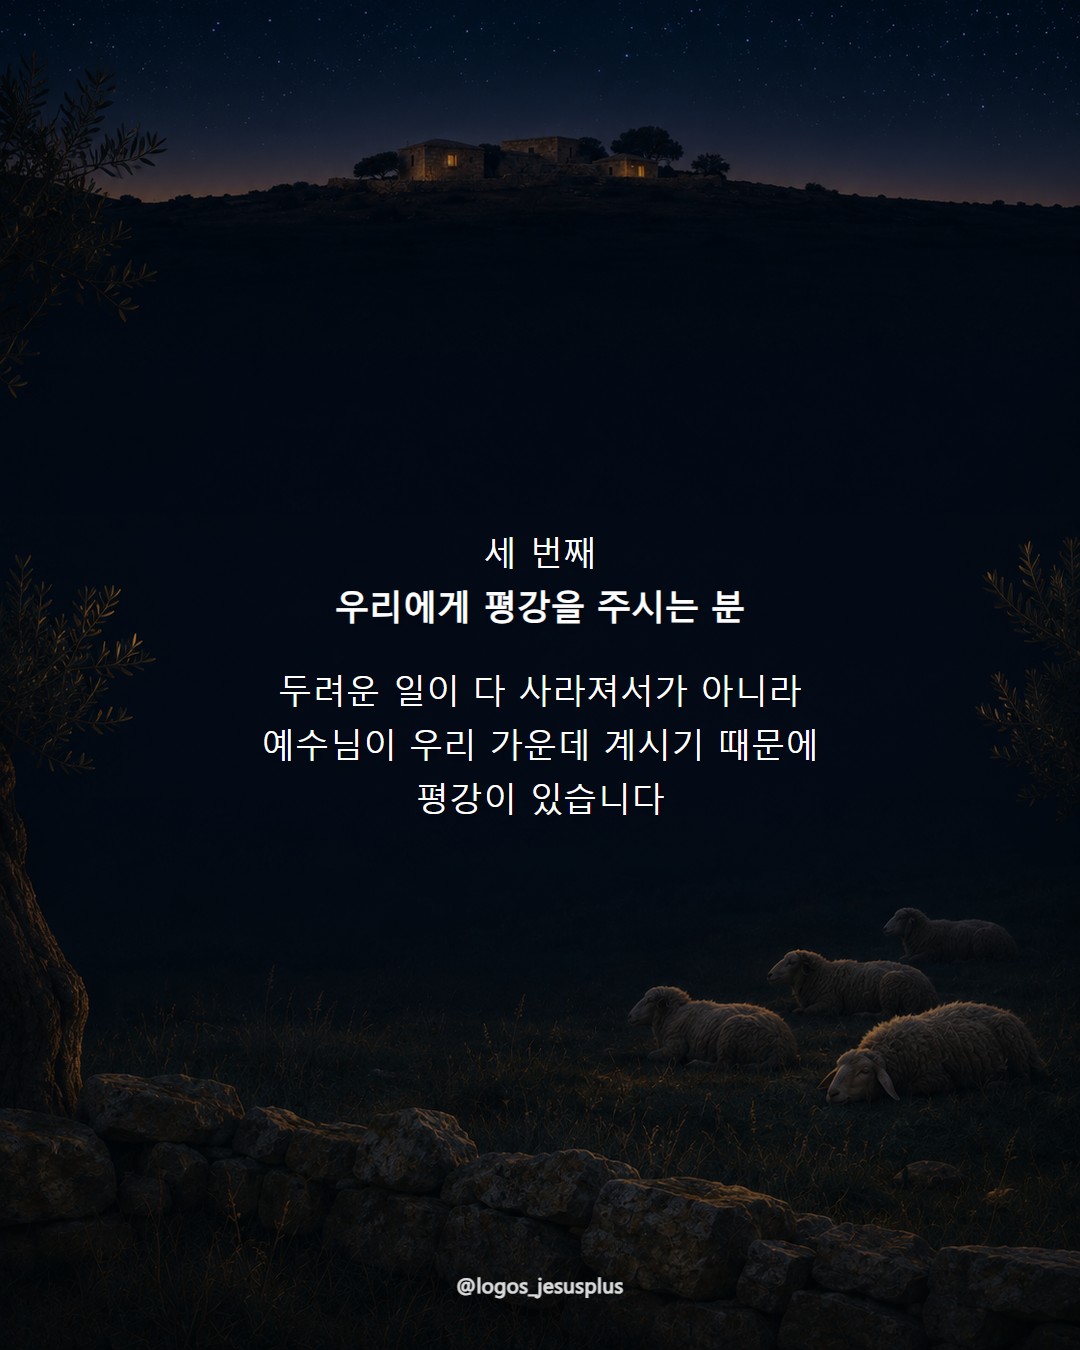 세 번째
우리에게 평강을 주시는 분
두려운 일이 다 사라져서가 아니라
예수님이 우리 가운데 계시기 때문에
평강이 있습니다
@logos_jesusplus